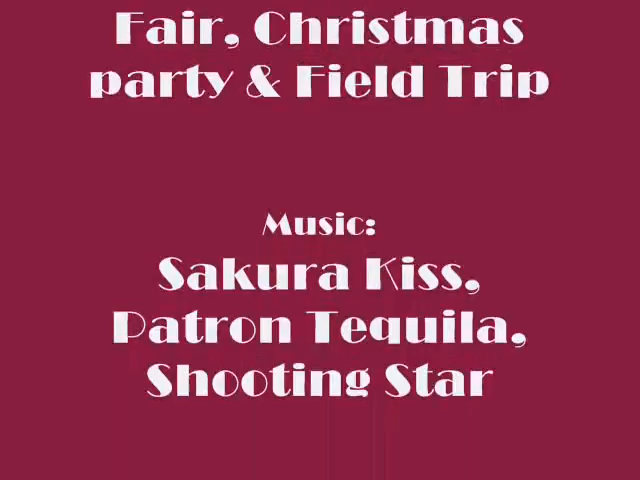 Fair, Christmas
party & Field Trip
Music:
Sakura Kiss,
Patron Tequila,
Shooting Star